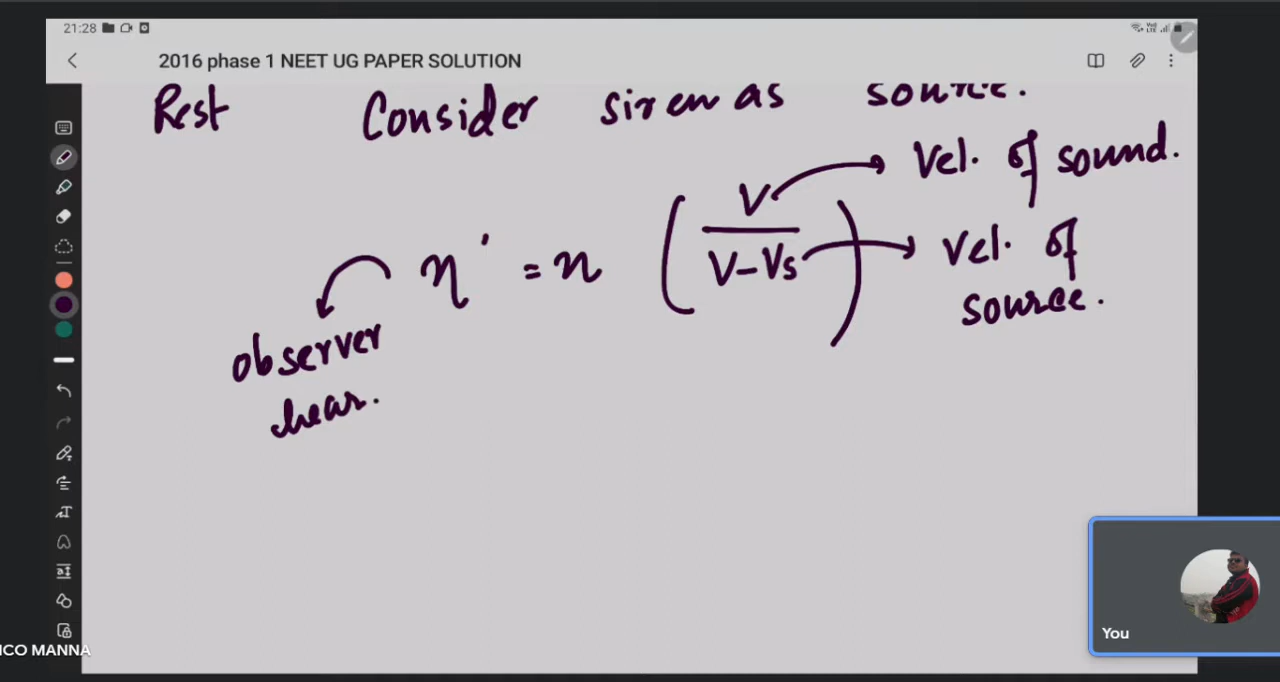 21:28
2016 phase 1 NEET UG PAPER SOLUTION
Rest Consider siren as source.
η' = n ( V / V-Vs )
Vel. of sound.
Vel. of
source.
observer
hear.
You
ICO MANNA